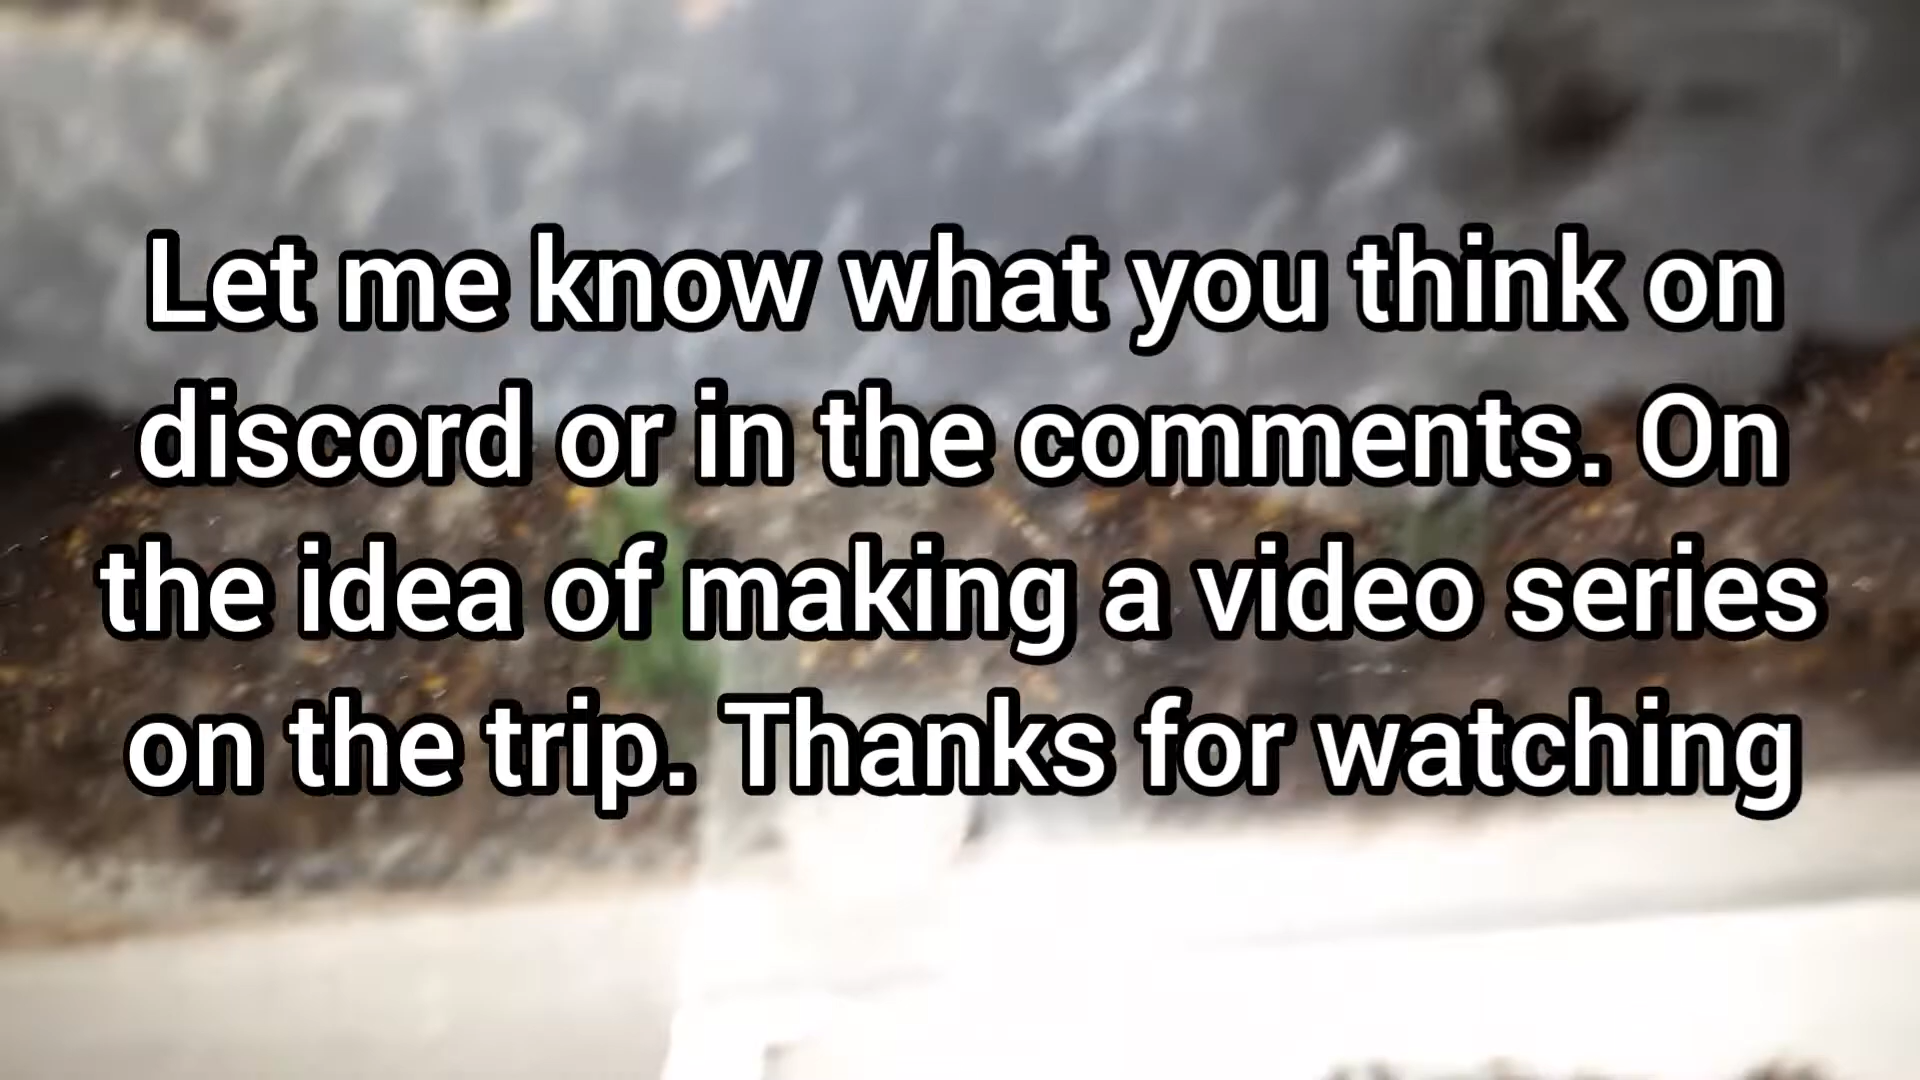 Let me know what you think on
discord or in the comments. On
the idea of making a video series
on the trip. Thanks for watching